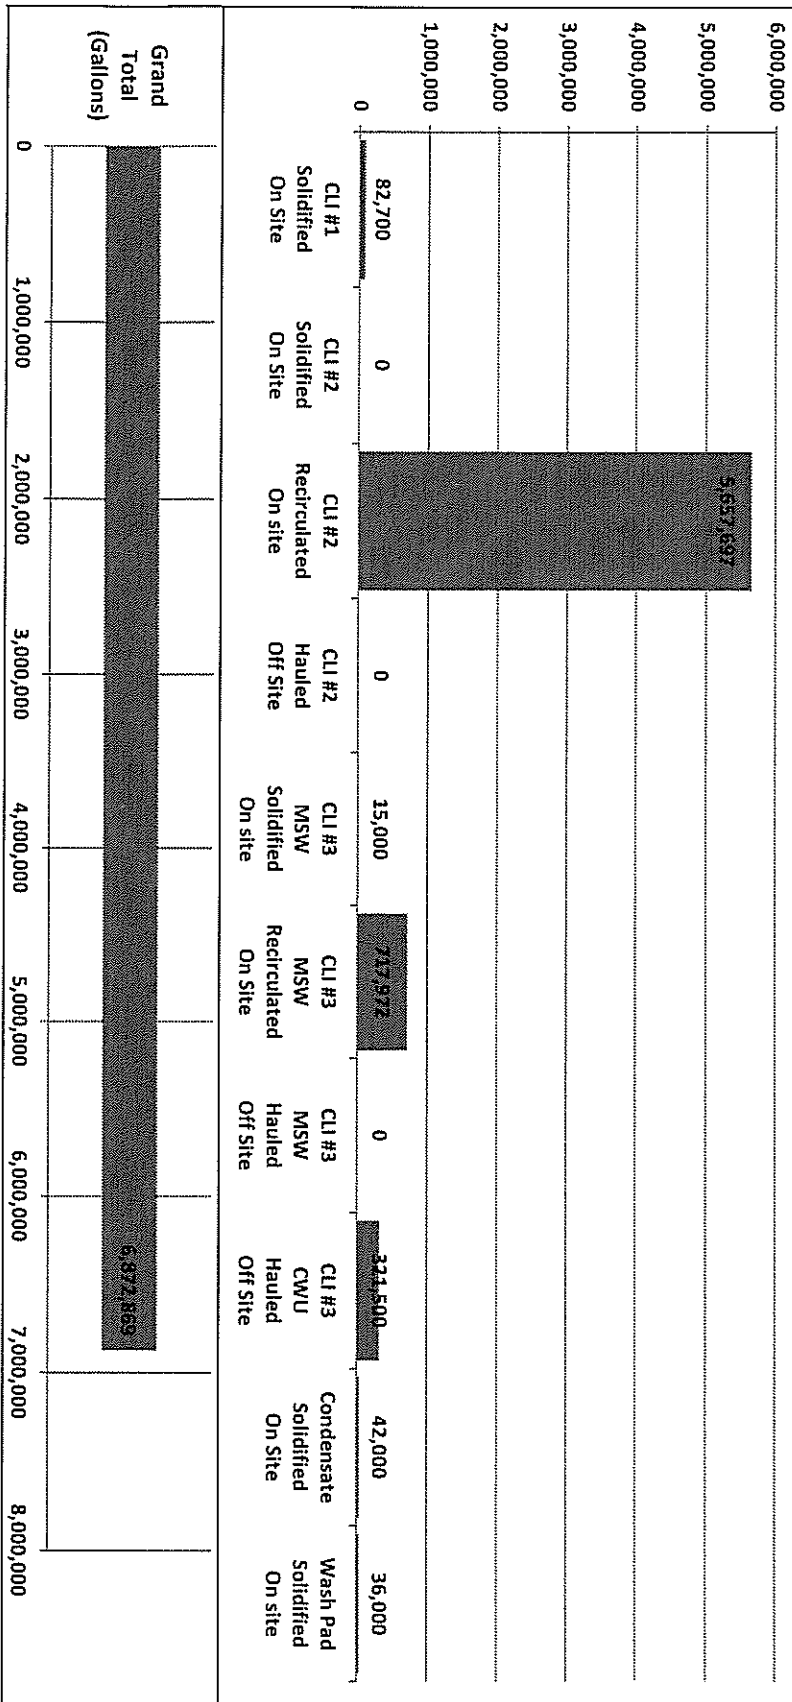 6,000,000
5,000,000
4,000,000
3,000,000
2,000,000
1,000,000
0
82,700
0
5,657,697
0
15,000
717,972
0
321,500
42,000
36,000
CLI #1
Solidified
On Site
CLI #2
Solidified
On Site
CLI #2
Recirculated
On site
CLI #2
Hauled
Off Site
CLI #3
MSW
Solidified
On site
CLI #3
MSW
Recirculated
On Site
CLI #3
MSW
Hauled
Off Site
CLI #3
CWU
Hauled
Off Site
Condensate
Solidified
On Site
Wash Pad
Solidified
On site
Grand
Total
(Gallons)
6,872,869
0
1,000,000
2,000,000
3,000,000
4,000,000
5,000,000
6,000,000
7,000,000
8,000,000